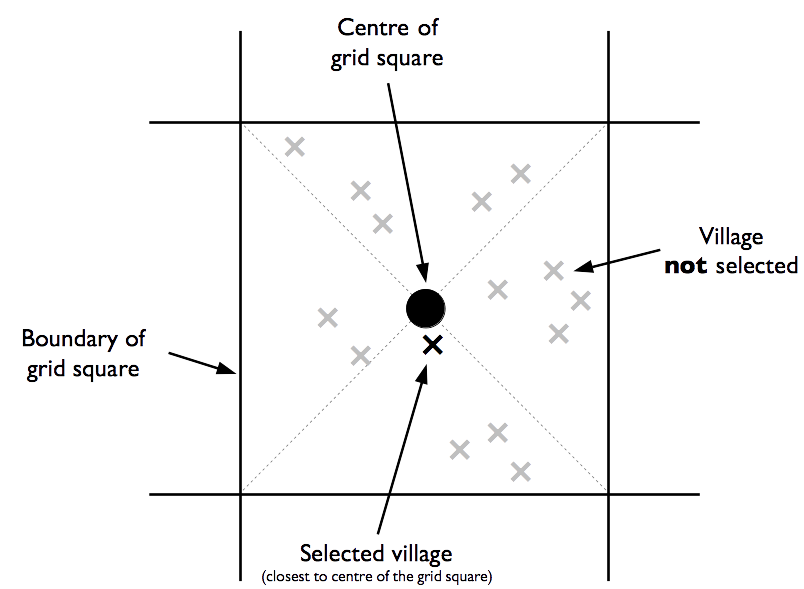 Centre of
grid square
Village
not selected
Boundary of
grid square
Selected village
(closest to centre of the grid square)